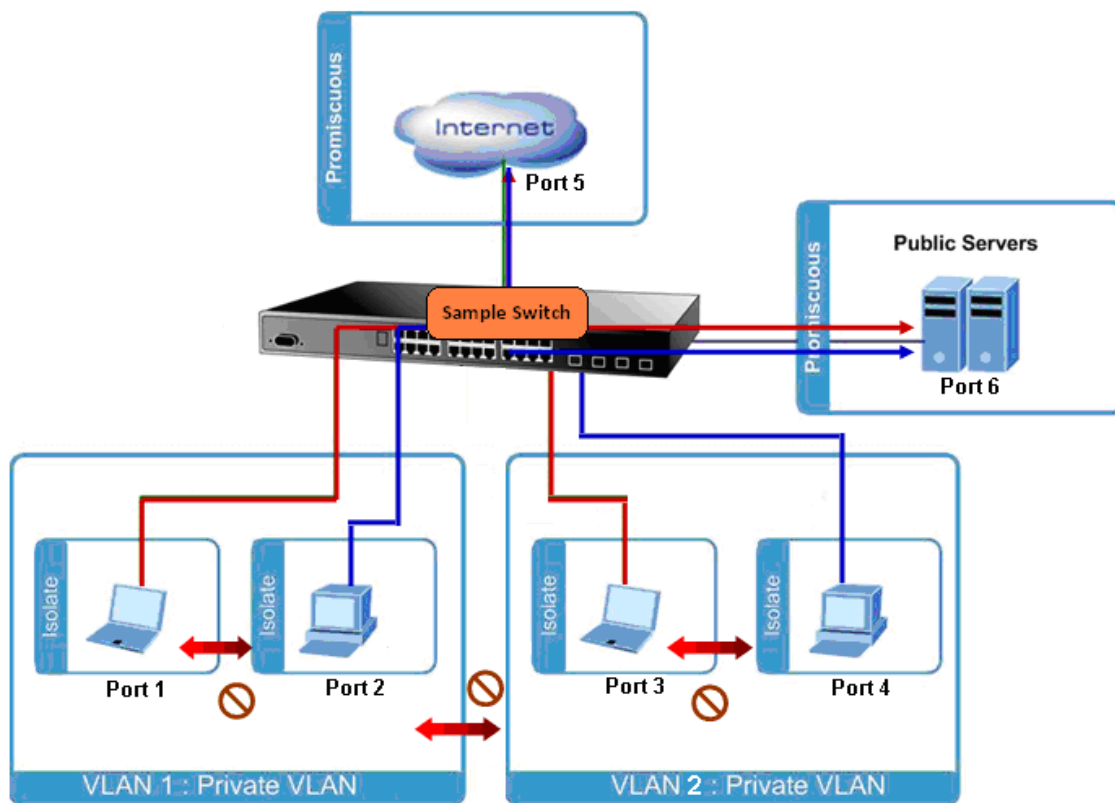 Promiscuous
Internet
Port 5
Promiscuous
Public Servers
Port 6
Sample Switch
Isolate
Port 1
Isolate
Port 2
Isolate
Port 3
Isolate
Port 4
VLAN 1 : Private VLAN
VLAN 2 : Private VLAN